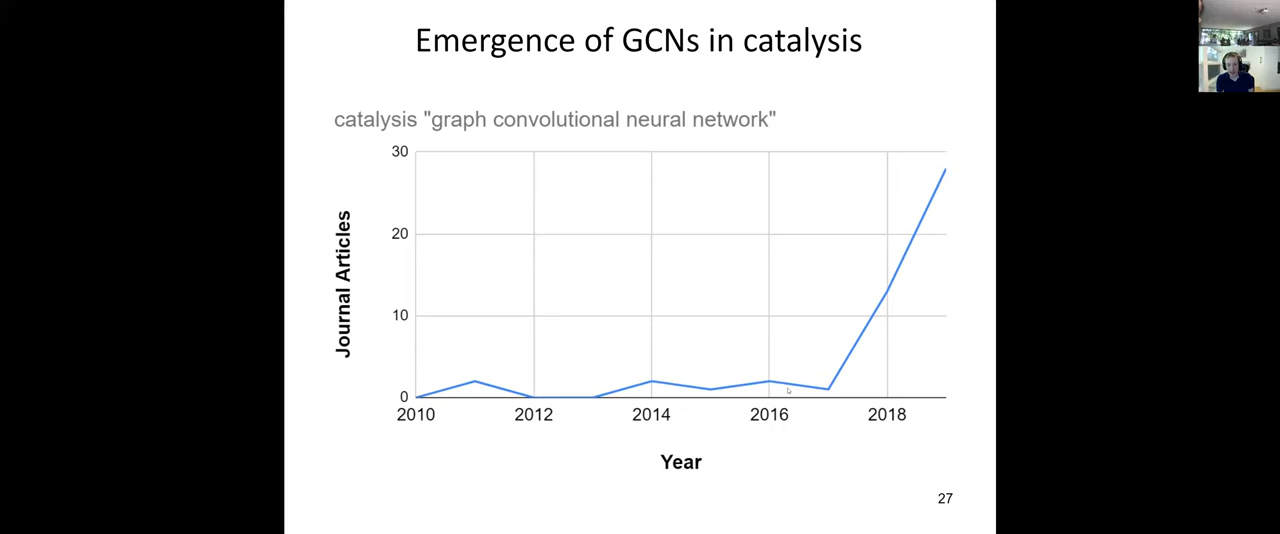 Emergence of GCNs in catalysis
catalysis "graph convolutional neural network"
30
20
10
0
Journal Articles
2010 2012 2014 2016 2018
Year
27